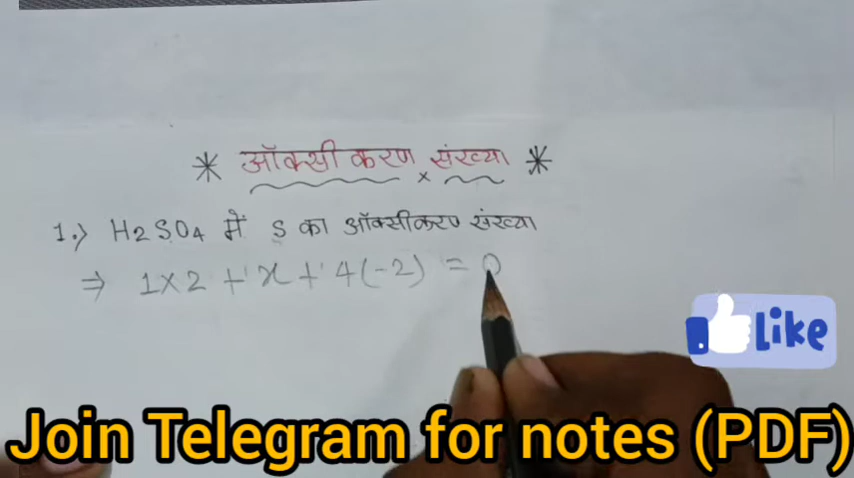 * ऑक्सीकरण संख्या *
1.) H2SO4 में S का ऑक्सीकरण संख्या
⇒ 1×2 + x + 4(-2) = 0
Like
Join Telegram for notes (PDF)